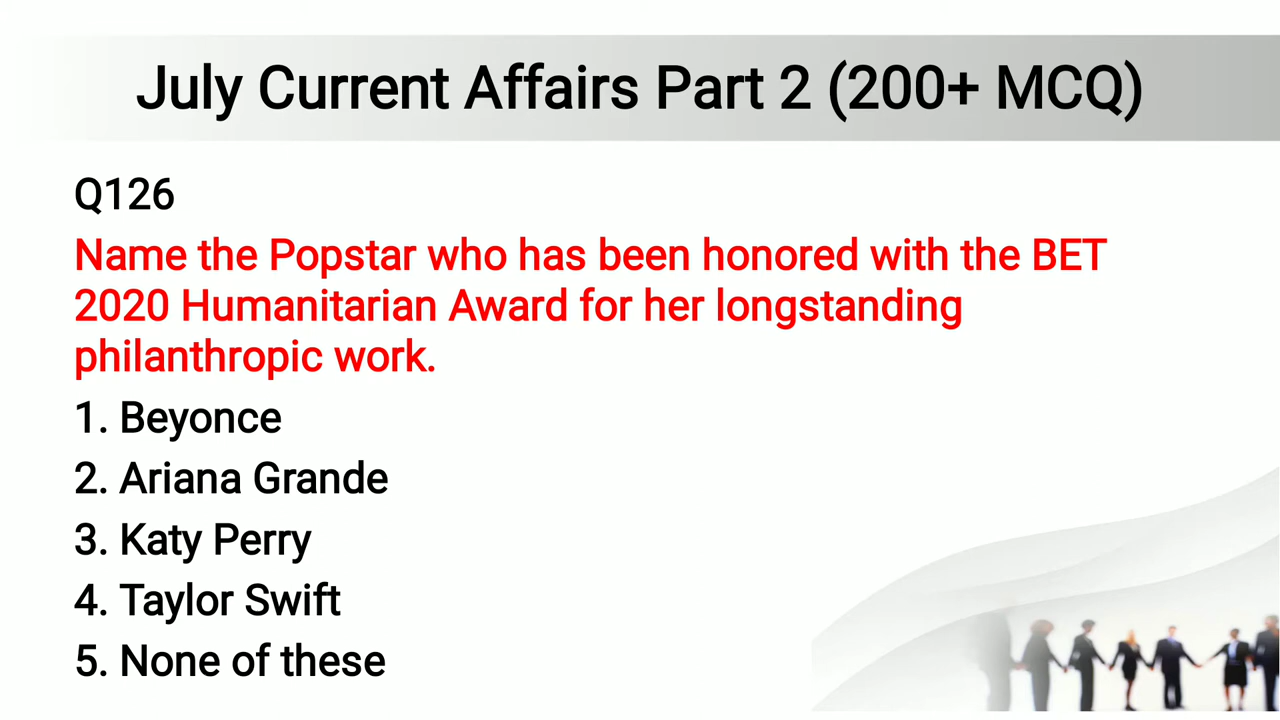 July Current Affairs Part 2 (200+ MCQ)
Q126
Name the Popstar who has been honored with the BET
2020 Humanitarian Award for her longstanding
philanthropic work.
1. Beyonce
2. Ariana Grande
3. Katy Perry
4. Taylor Swift
5. None of these